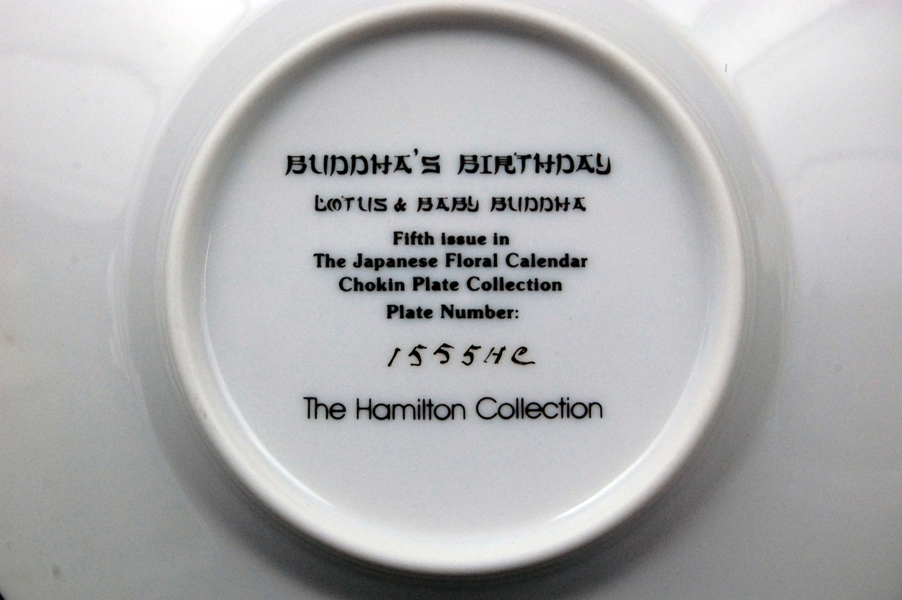 BUDDHA'S BIRTHDAY
LOTUS & BABY BUDDHA
Fifth issue in
The Japanese Floral Calendar
Chokin Plate Collection
Plate Number:
1555HC
The Hamilton Collection